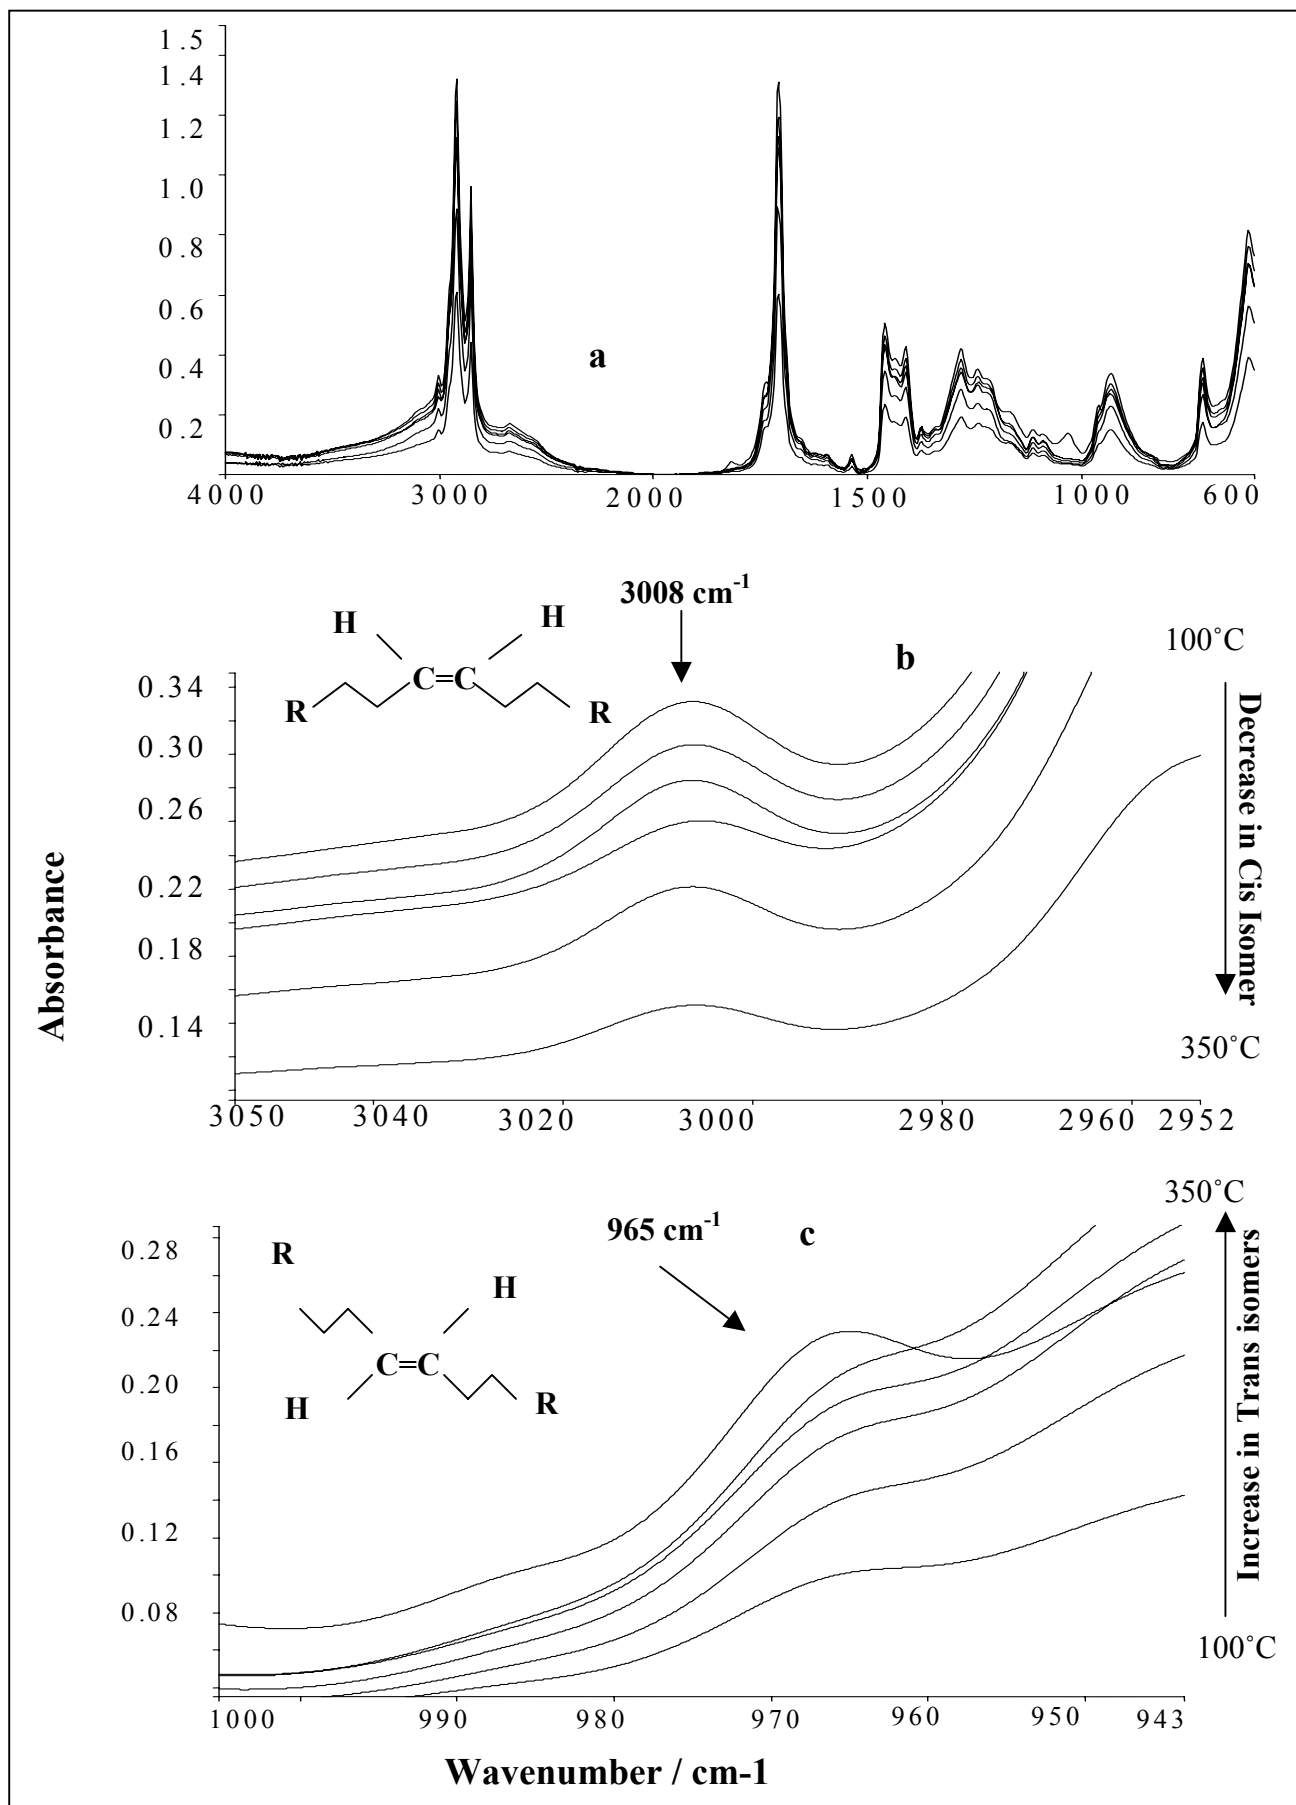 1.5
1.4
1.2
1.0
0.8
0.6
0.4
0.2
a
4000 3000 2000 1500 1000 600
3008 cm-1
H H
C=C
R R
b
100˚C
Decrease in Cis Isomer
350˚C
0.34
0.30
0.26
0.22
0.18
0.14
3050 3040 3020 3000 2980 2960 2952
Absorbance
350˚C
Increase in Trans isomers
100˚C
965 cm-1
c
R
H
C=C
H R
0.28
0.24
0.20
0.16
0.12
0.08
1000 990 980 970 960 950 943
Wavenumber / cm-1